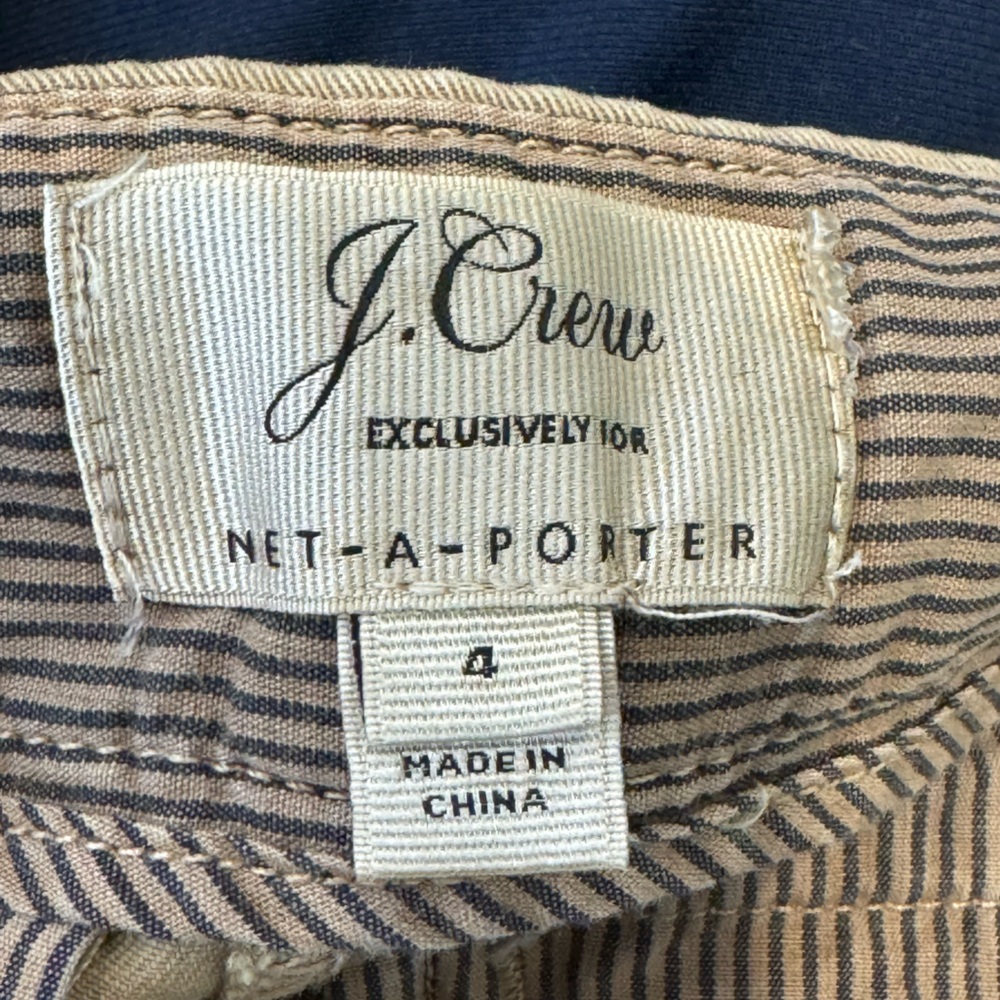 J.Crew
EXCLUSIVELY FOR
NET-A-PORTER
4
MADE IN
CHINA